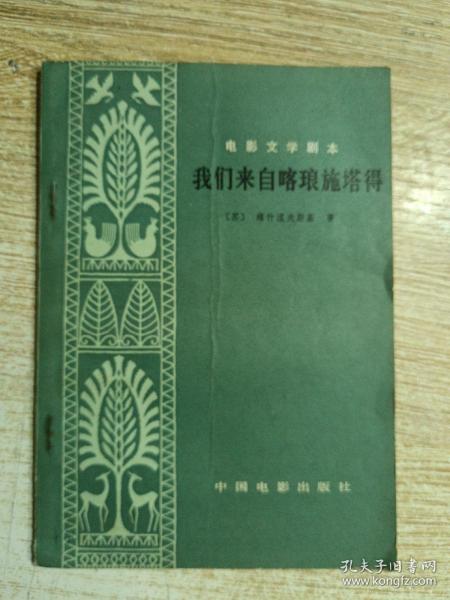 电影文学剧本
我们来自喀琅施塔得
〔苏〕 维什涅夫斯基 著
中国电影出版社
孔夫子旧书网
www.kongfz.com